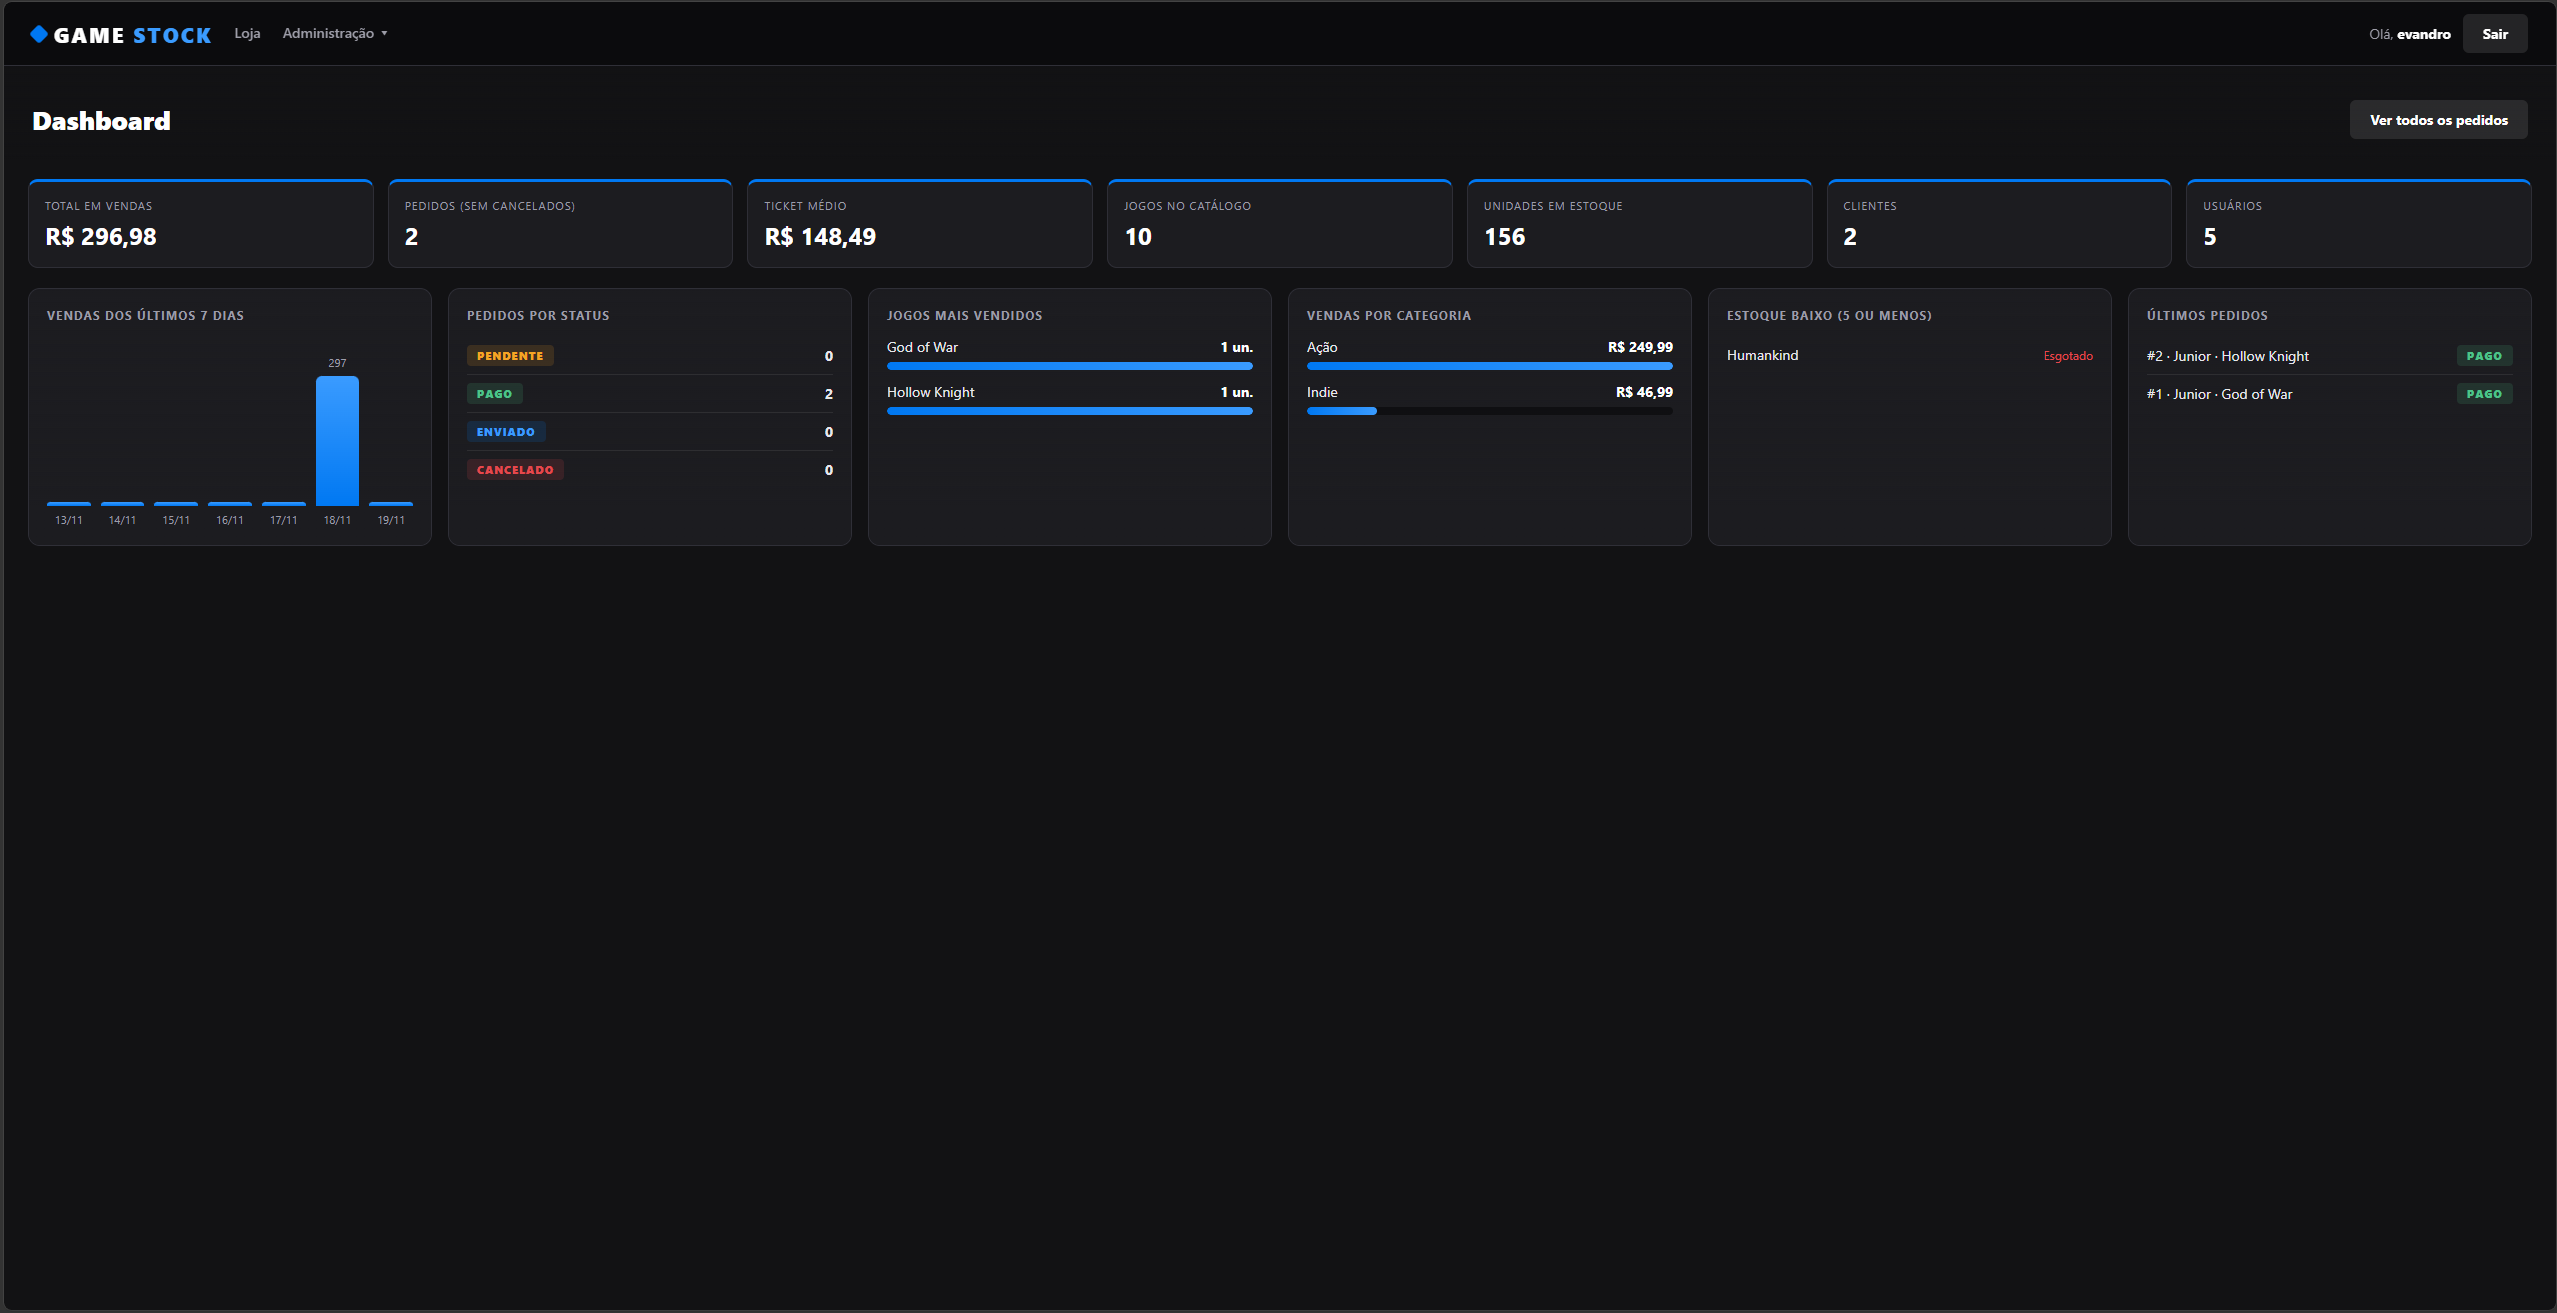 GAME STOCK Loja Administração ▾ Olá, evandro Sair
Dashboard Ver todos os pedidos
TOTAL EM VENDAS
R$ 296,98
PEDIDOS (SEM CANCELADOS)
2
TICKET MÉDIO
R$ 148,49
JOGOS NO CATÁLOGO
10
UNIDADES EM ESTOQUE
156
CLIENTES
2
USUÁRIOS
5
VENDAS DOS ÚLTIMOS 7 DIAS
297
13/11 14/11 15/11 16/11 17/11 18/11 19/11
PEDIDOS POR STATUS
PENDENTE 0
PAGO 2
ENVIADO 0
CANCELADO 0
JOGOS MAIS VENDIDOS
God of War 1 un.
Hollow Knight 1 un.
VENDAS POR CATEGORIA
Ação R$ 249,99
Indie R$ 46,99
ESTOQUE BAIXO (5 OU MENOS)
Humankind Esgotado
ÚLTIMOS PEDIDOS
#2 · Junior · Hollow Knight PAGO
#1 · Junior · God of War PAGO